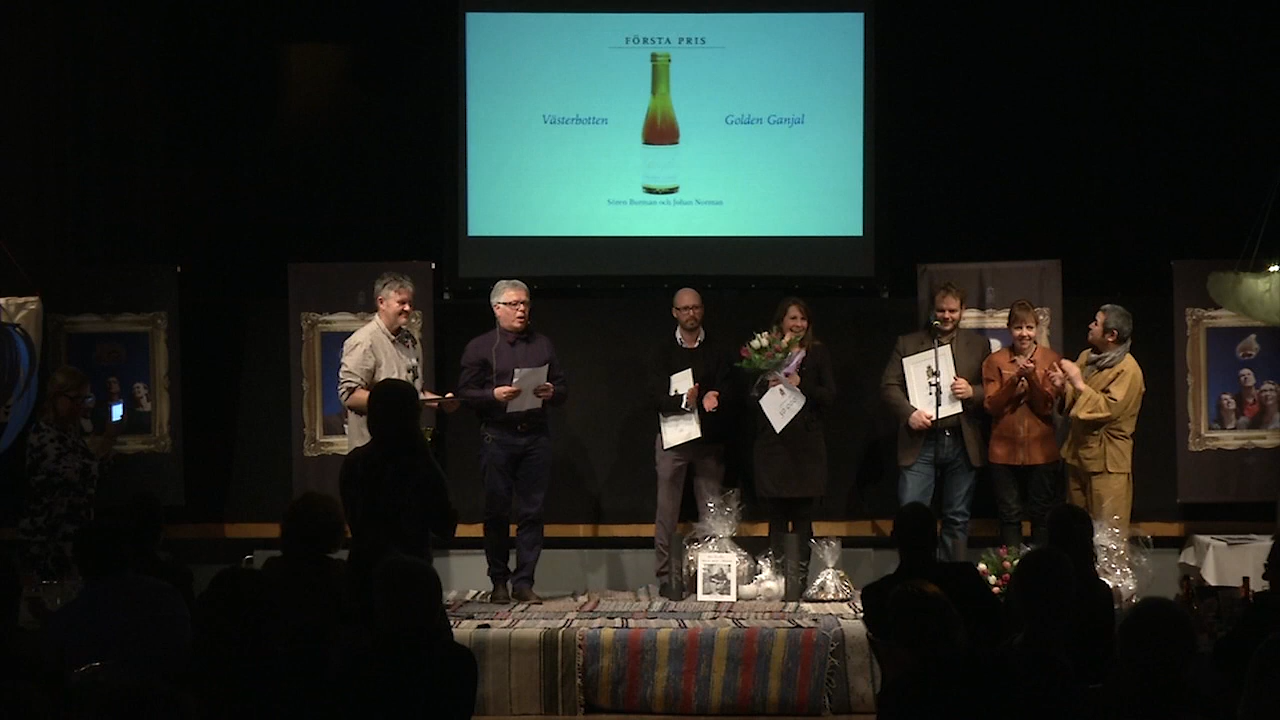 FÖRSTA PRIS
Västerbotten
Golden Ganjal
Sören Burman och Johan Norman